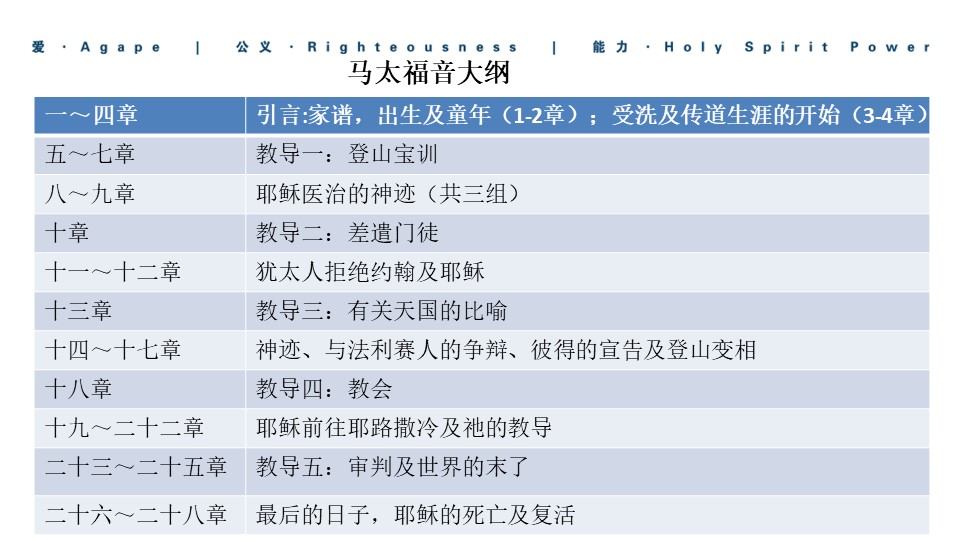 爱 · Agape | 公义 · Righteousness | 能力 · Holy Spirit Power
马太福音大纲
一～四章 引言:家谱，出生及童年（1-2章）；受洗及传道生涯的开始（3-4章）
五～七章 教导一：登山宝训
八～九章 耶稣医治的神迹（共三组）
十章 教导二：差遣门徒
十一～十二章 犹太人拒绝约翰及耶稣
十三章 教导三：有关天国的比喻
十四～十七章 神迹、与法利赛人的争辩、彼得的宣告及登山变相
十八章 教导四：教会
十九～二十二章 耶稣前往耶路撒冷及祂的教导
二十三～二十五章 教导五：审判及世界的末了
二十六～二十八章 最后的日子，耶稣的死亡及复活